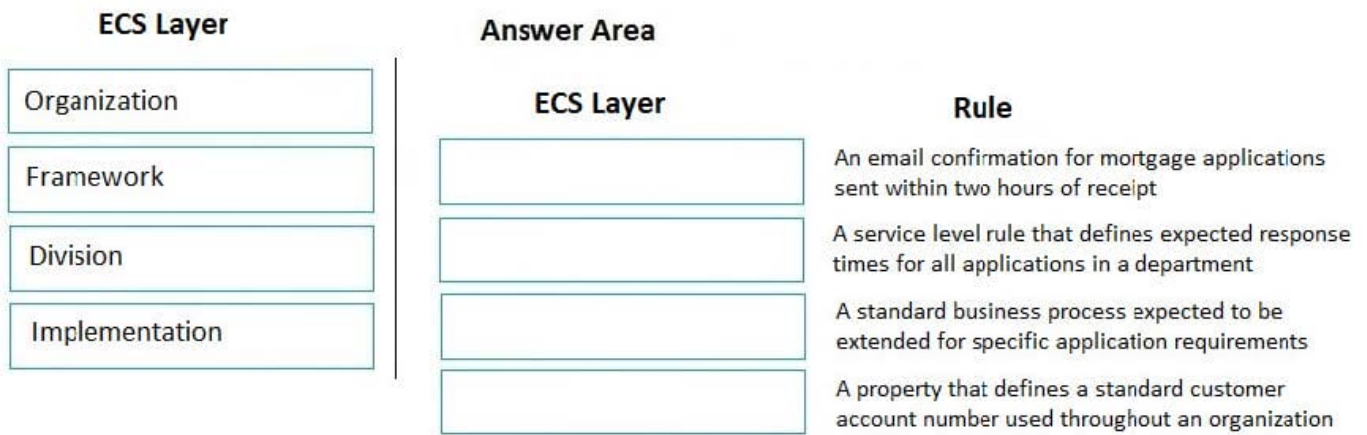 ECS Layer
Answer Area
Organization
Framework
Division
Implementation
ECS Layer
Rule
An email confirmation for mortgage applications
sent within two hours of receipt
A service level rule that defines expected response
times for all applications in a department
A standard business process expected to be
extended for specific application requirements
A property that defines a standard customer
account number used throughout an organization